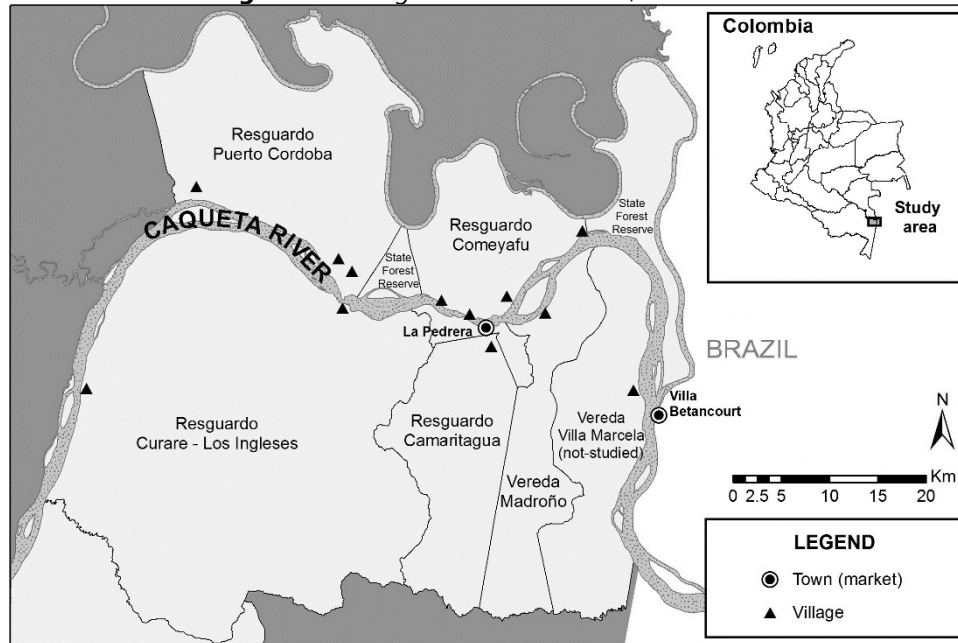 Colombia
Study
area
Resguardo
Puerto Cordoba
CAQUETA RIVER
State
Forest
Reserve
Resguardo
Comeyafu
State
Forest
Reserve
La Pedrera
BRAZIL
Villa
Betancourt
Resguardo
Curare - Los Ingleses
Resguardo
Camaritagua
Vereda
Villa Marcela
(not-studied)
Vereda
Madroño
N
Km
0 2.5 5 10 15 20
LEGEND
Town (market)
Village